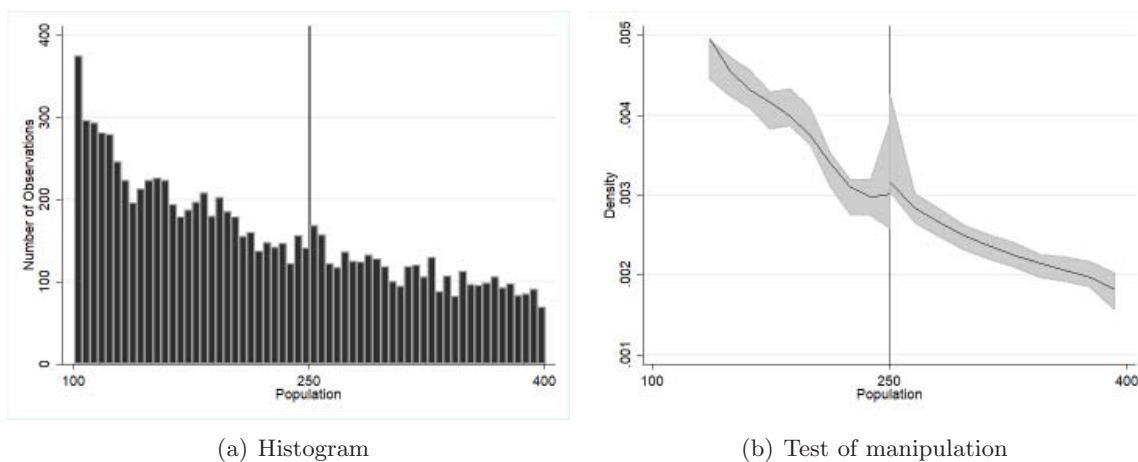 400
300
200
100
0
Number of Observations
100
250
400
Population
(a) Histogram
.005
.004
.003
.002
.001
Density
100
250
400
Population
(b) Test of manipulation